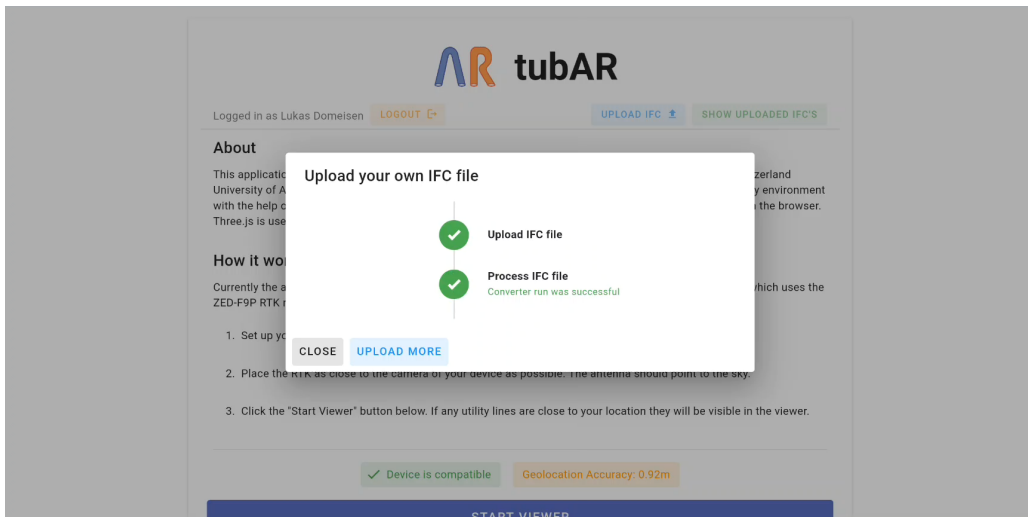 AR tubAR
Logged in as Lukas Domeisen LOGOUT UPLOAD IFC SHOW UPLOADED IFC'S
About
This applicatio zerland
University of A y environment
with the help o the browser.
Three.js is use
Upload your own IFC file
Upload IFC file
Process IFC file
Converter run was successful
CLOSE UPLOAD MORE
How it wo
Currently the a which uses the
ZED-F9P RTK
1. Set up yo
2. Place the RTK as close to the camera of your device as possible. The antenna should point to the sky.
3. Click the "Start Viewer" button below. If any utility lines are close to your location they will be visible in the viewer.
Device is compatible Geolocation Accuracy: 0.92m
START VIEWER